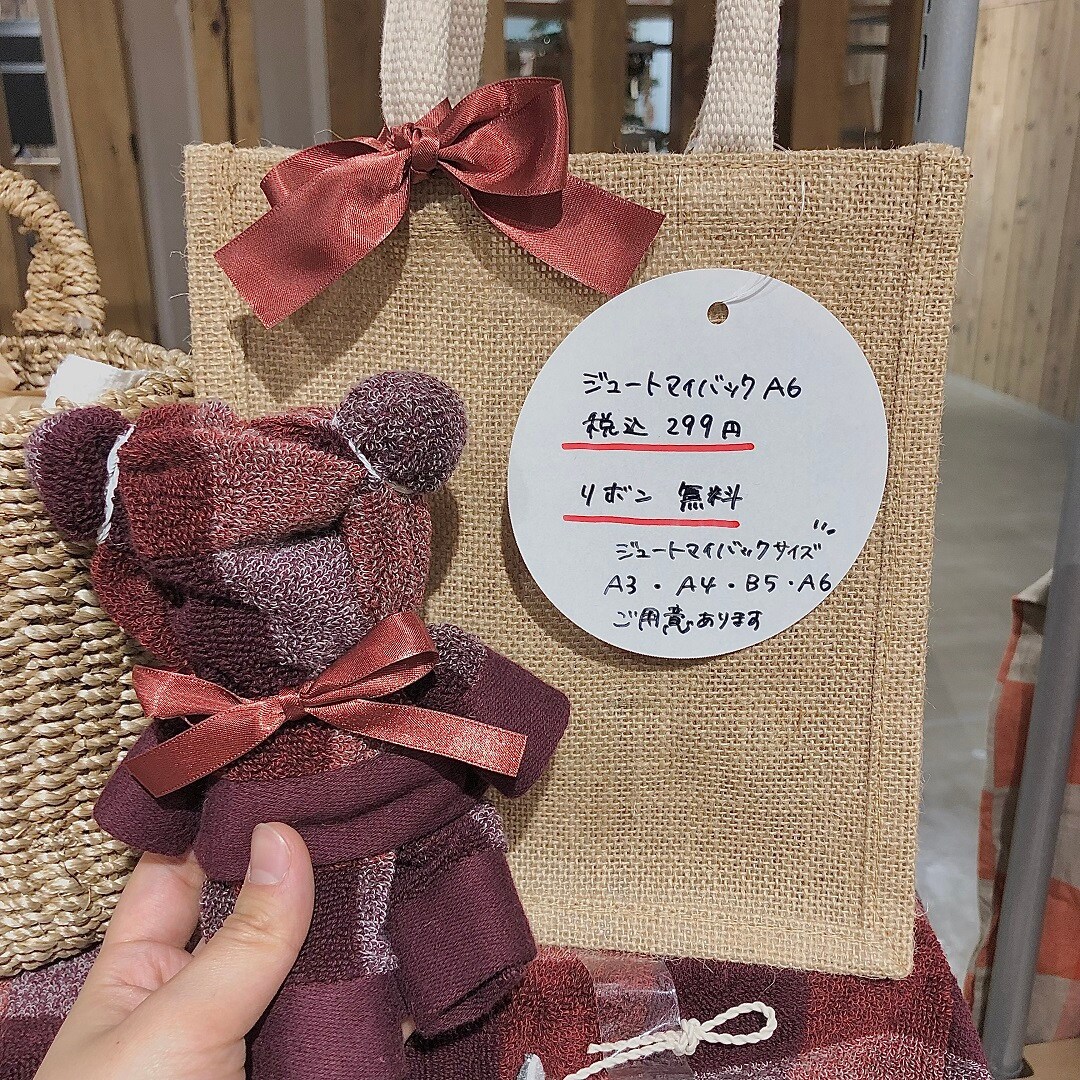 ジュートマイバック A6
税込 299円
リボン 無料
ジュートマイバックサイズ
A3・A4・B5・A6
ご用意あります